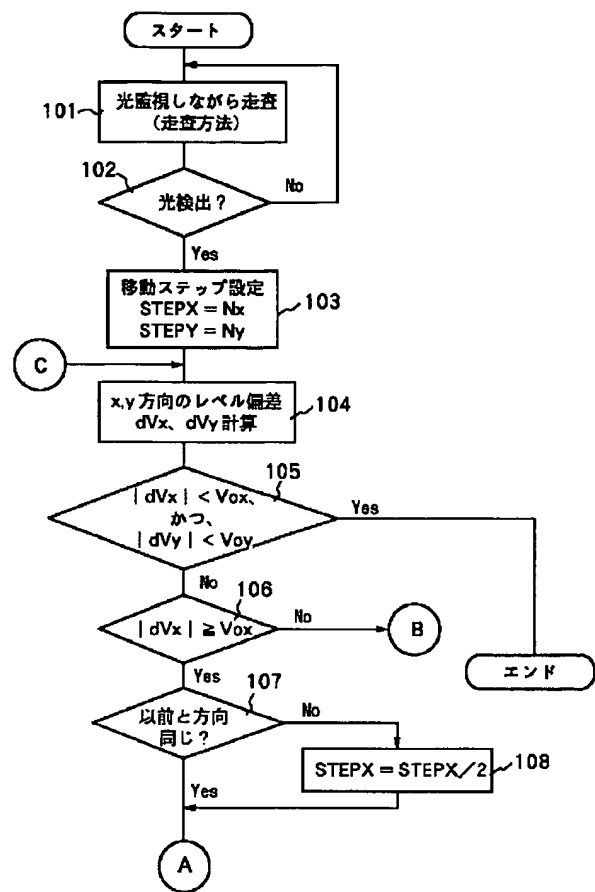 スタート
101
光監視しながら走査
(走査方法)
102
光検出？
No
Yes
移動ステップ設定
STEPX = Nx
STEPY = Ny
103
C
x,y 方向のレベル偏差
dVx、dVy 計算
104
105
| dVx | < Vox、
かつ、
| dVy | < Voy
Yes
No
106
| dVx | ≧ Vox
No
B
エンド
Yes
107
以前と方向
同じ？
No
STEPX = STEPX／2
108
Yes
A